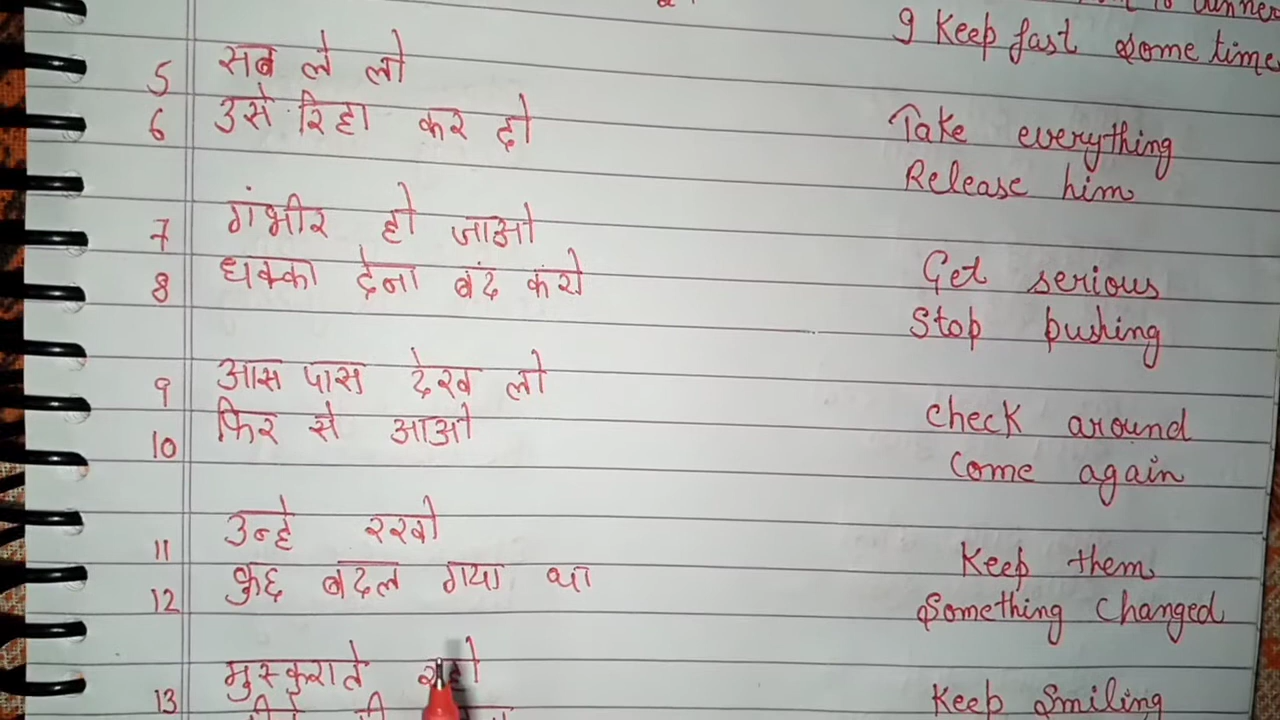 9 Keep fast some time
5 सब ले लो
Take everything
6 उसे रिहा कर दो
Release him
7 गंभीर हो जाओ
Get serious
8 धक्का देना बंद करो
Stop pushing
9 आस पास देख लो
Check around
10 फिर से आओ
Come again
11 उन्हे रखो
Keep them
12 कुछ बदल गया था
Something changed
13 मुस्कुराते रहो
Keep Smiling